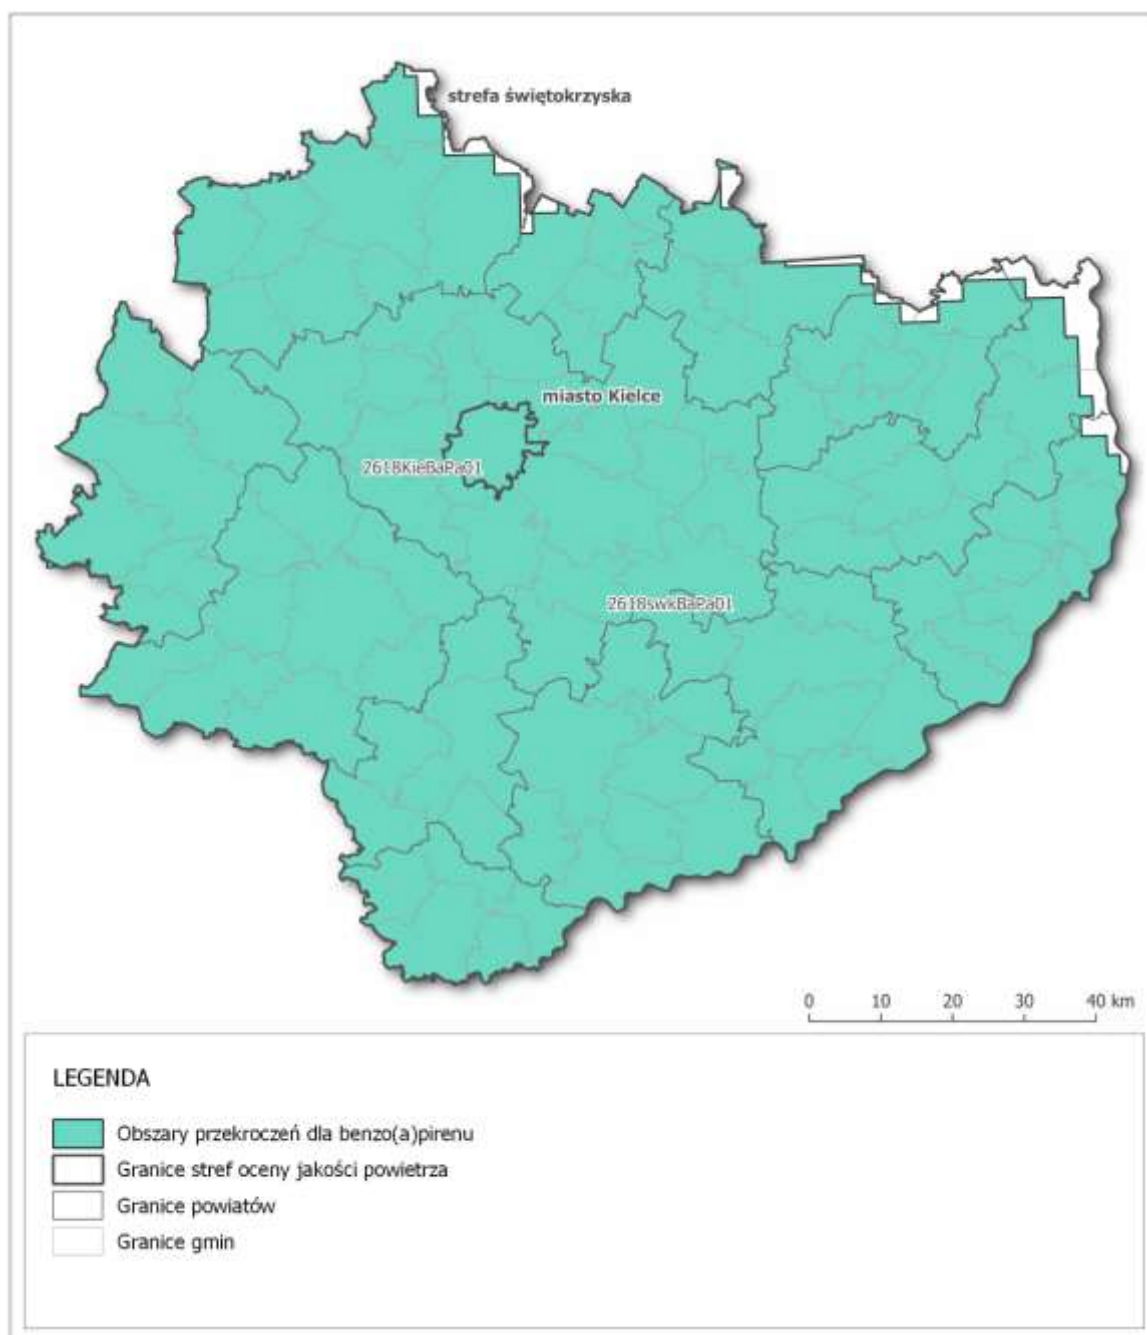 strefa świętokrzyska
miasto Kielce
2618KieBaPa01
2618swkBaPa01
0 10 20 30 40 km
LEGENDA
Obszary przekroczeń dla benzo(a)pirenu
Granice stref oceny jakości powietrza
Granice powiatów
Granice gmin